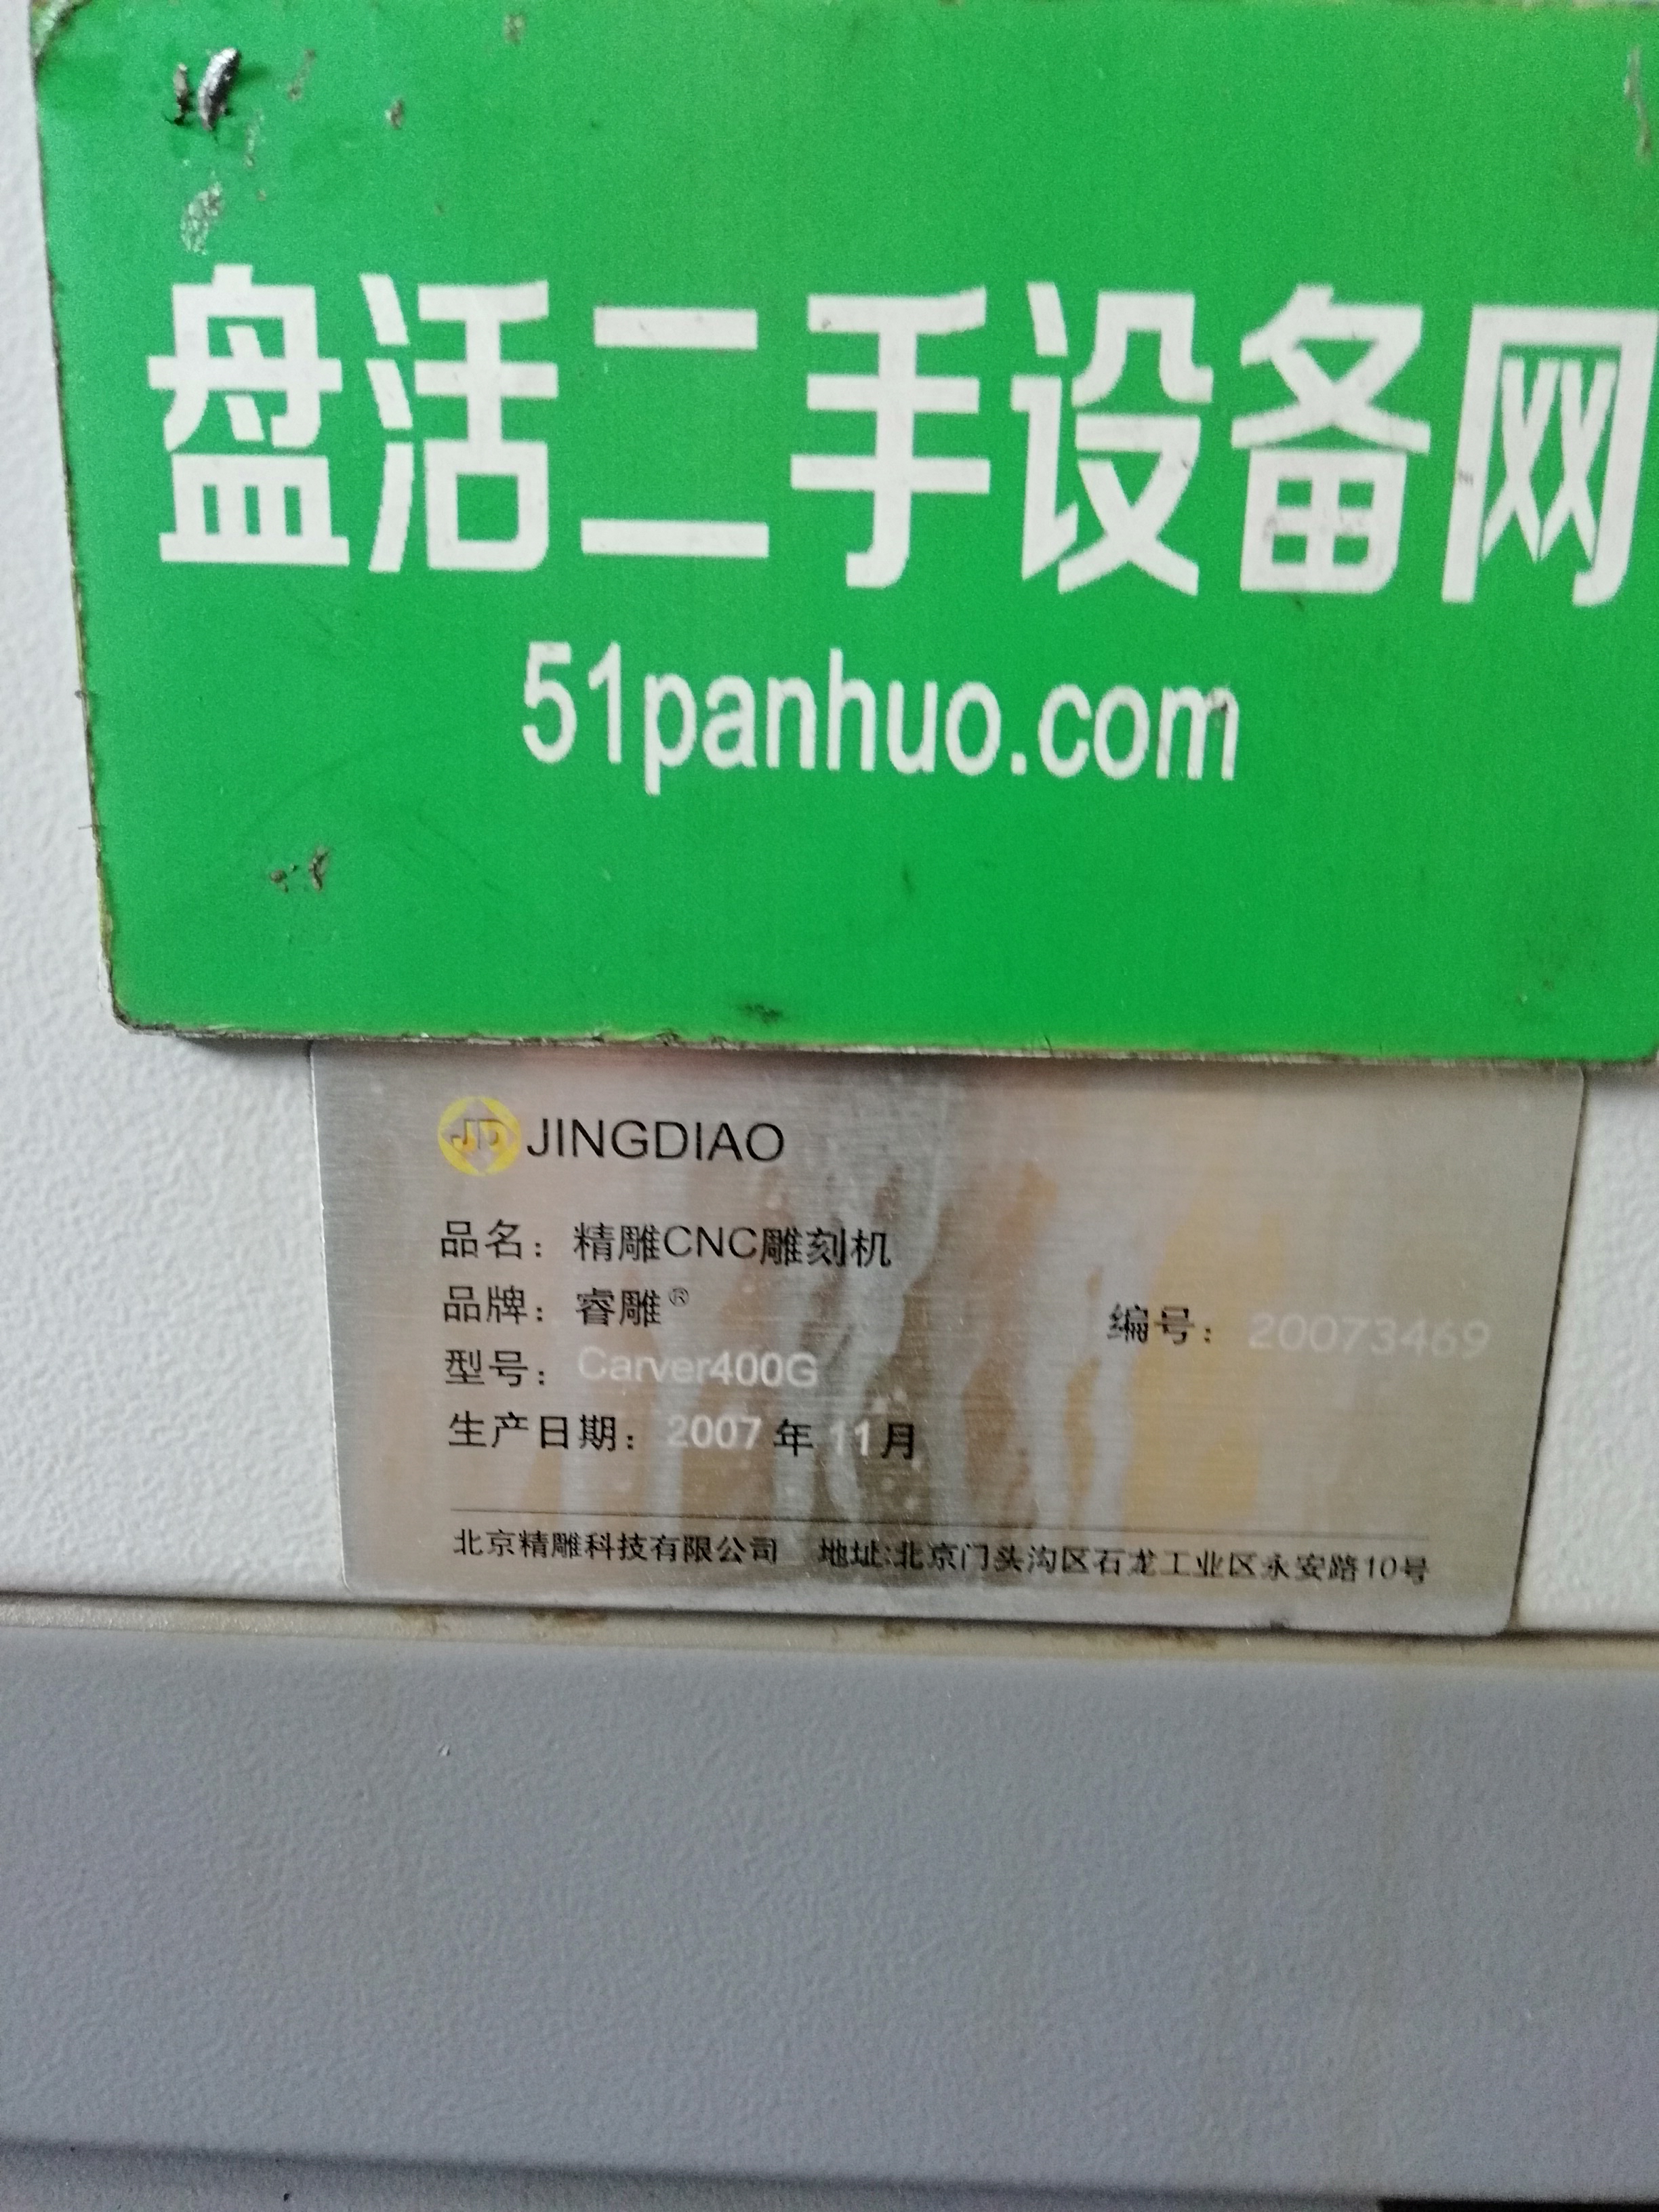 盘活二手设备网
51panhuo.com
JD JINGDIAO
品名：精雕CNC雕刻机
品牌：睿雕®
编号：20073469
型号：Carver400G
生产日期：2007年11月
北京精雕科技有限公司 地址:北京门头沟区石龙工业区永安路10号